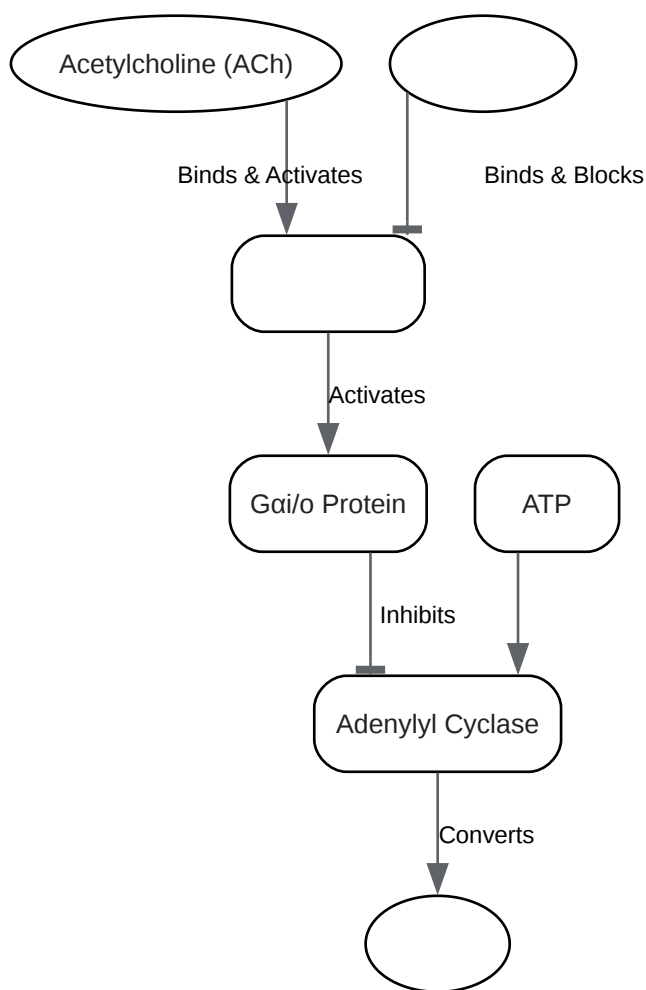 Acetylcholine (ACh)
Binds & Activates
Binds & Blocks
Activates
Gαi/o Protein
ATP
Inhibits
Adenylyl Cyclase
Converts